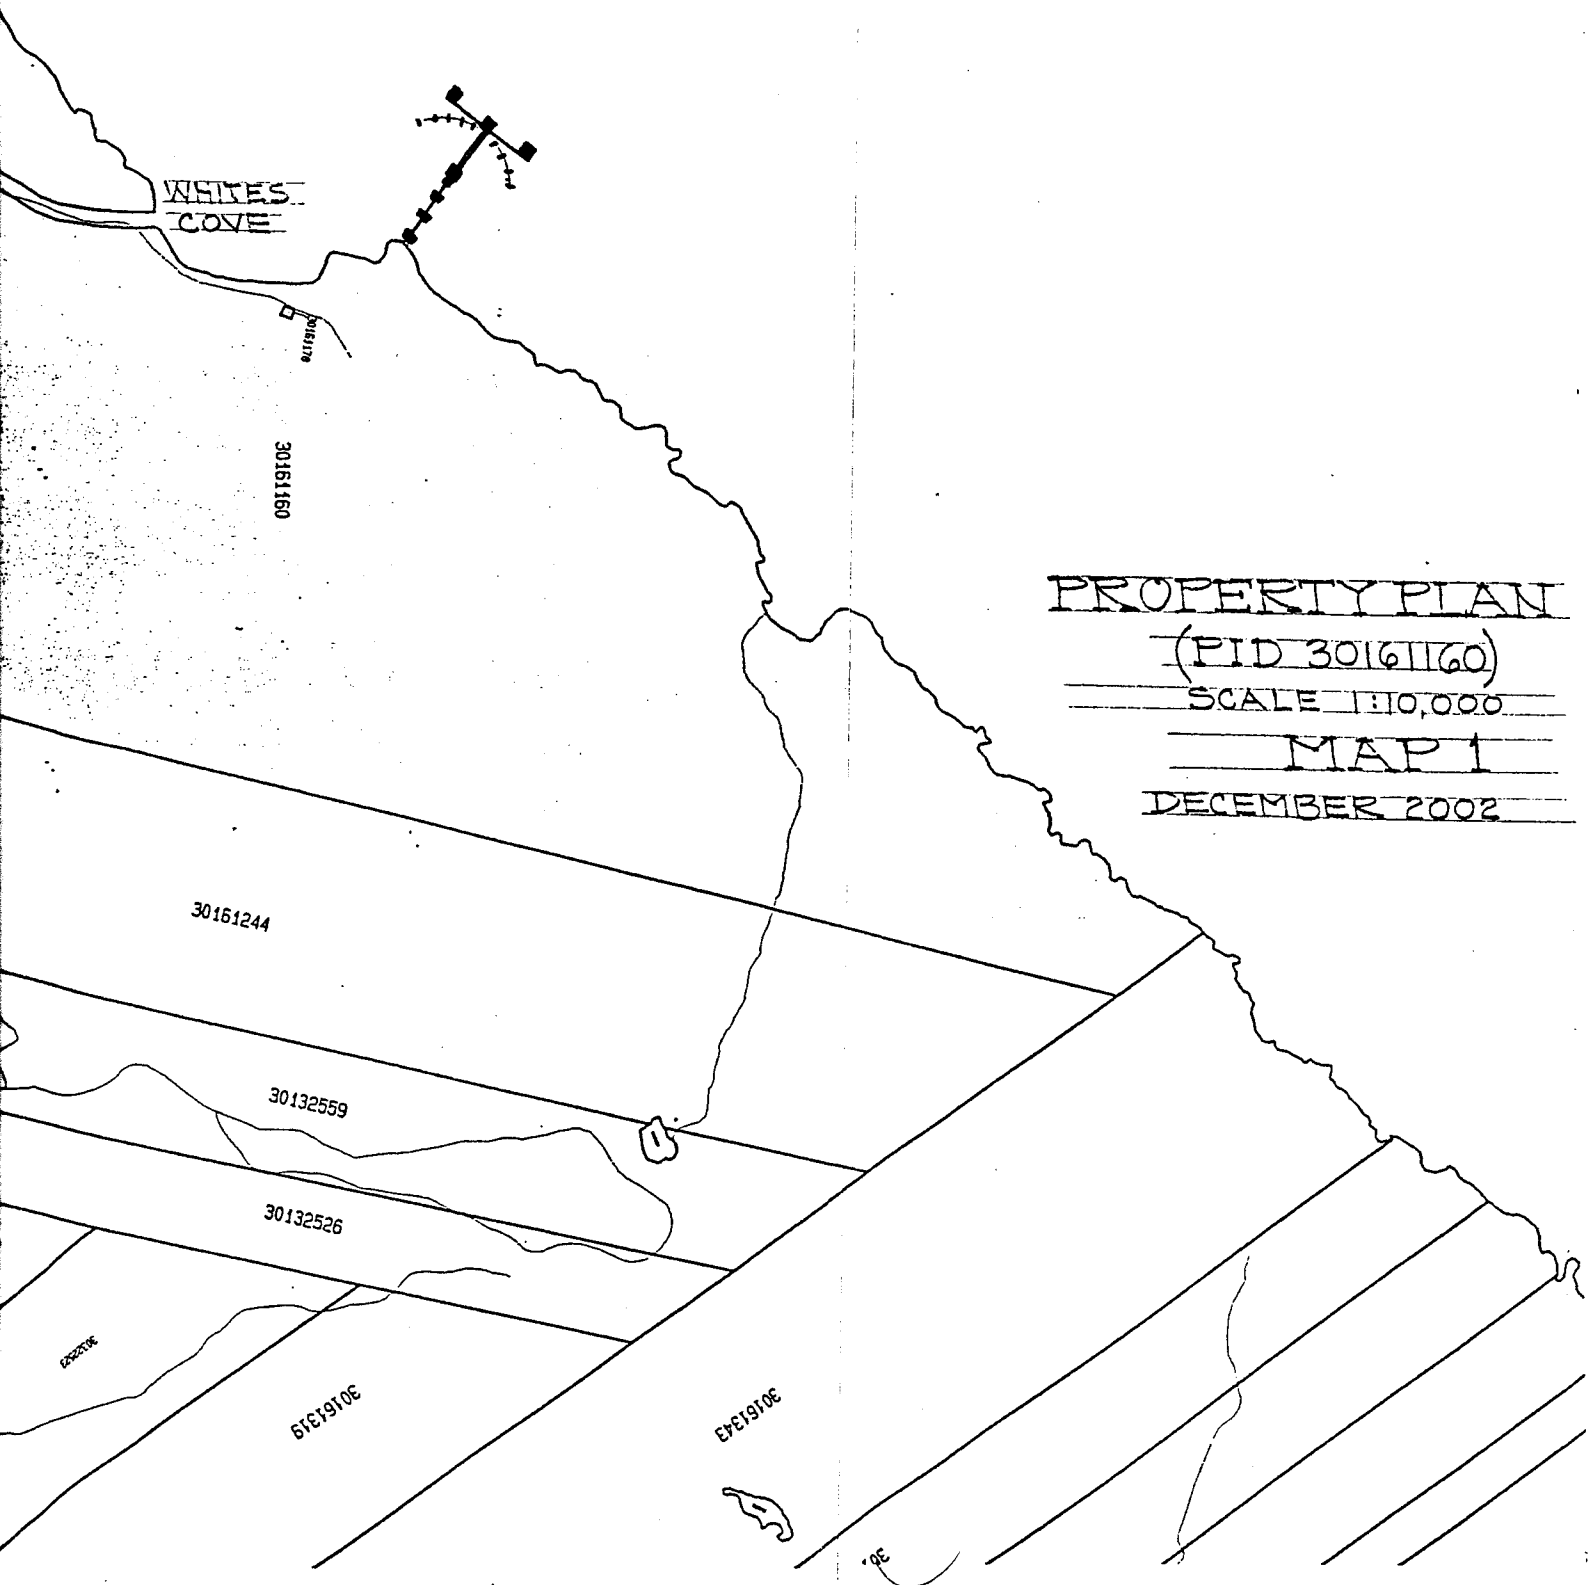 WHITES
COVE
30161178
30161160
PROPERTY PLAN
(PID 30161160)
SCALE 1:10,000
MAP 1
DECEMBER 2002
30161244
30132559
30132526
30161319
30161343